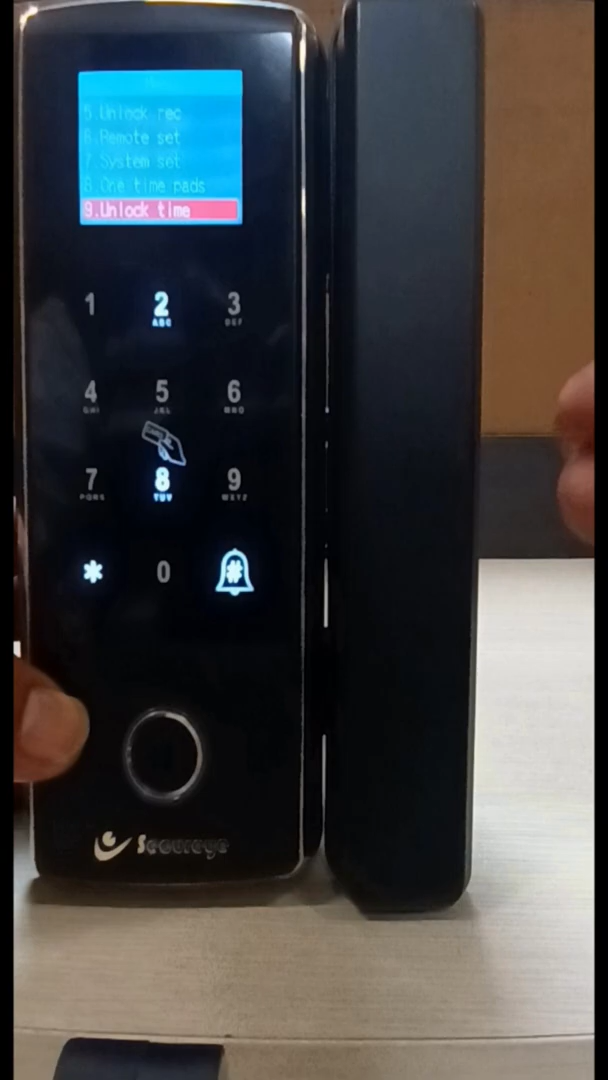 5.Unlock rec
6.Remote set
7.System set
8.One time pads
9.Unlock time
1 2 3
ABC DEF
4 5 6
GHI JKL MNO
7 8 9
PQRS TUV WXYZ
* 0 #
Secureye